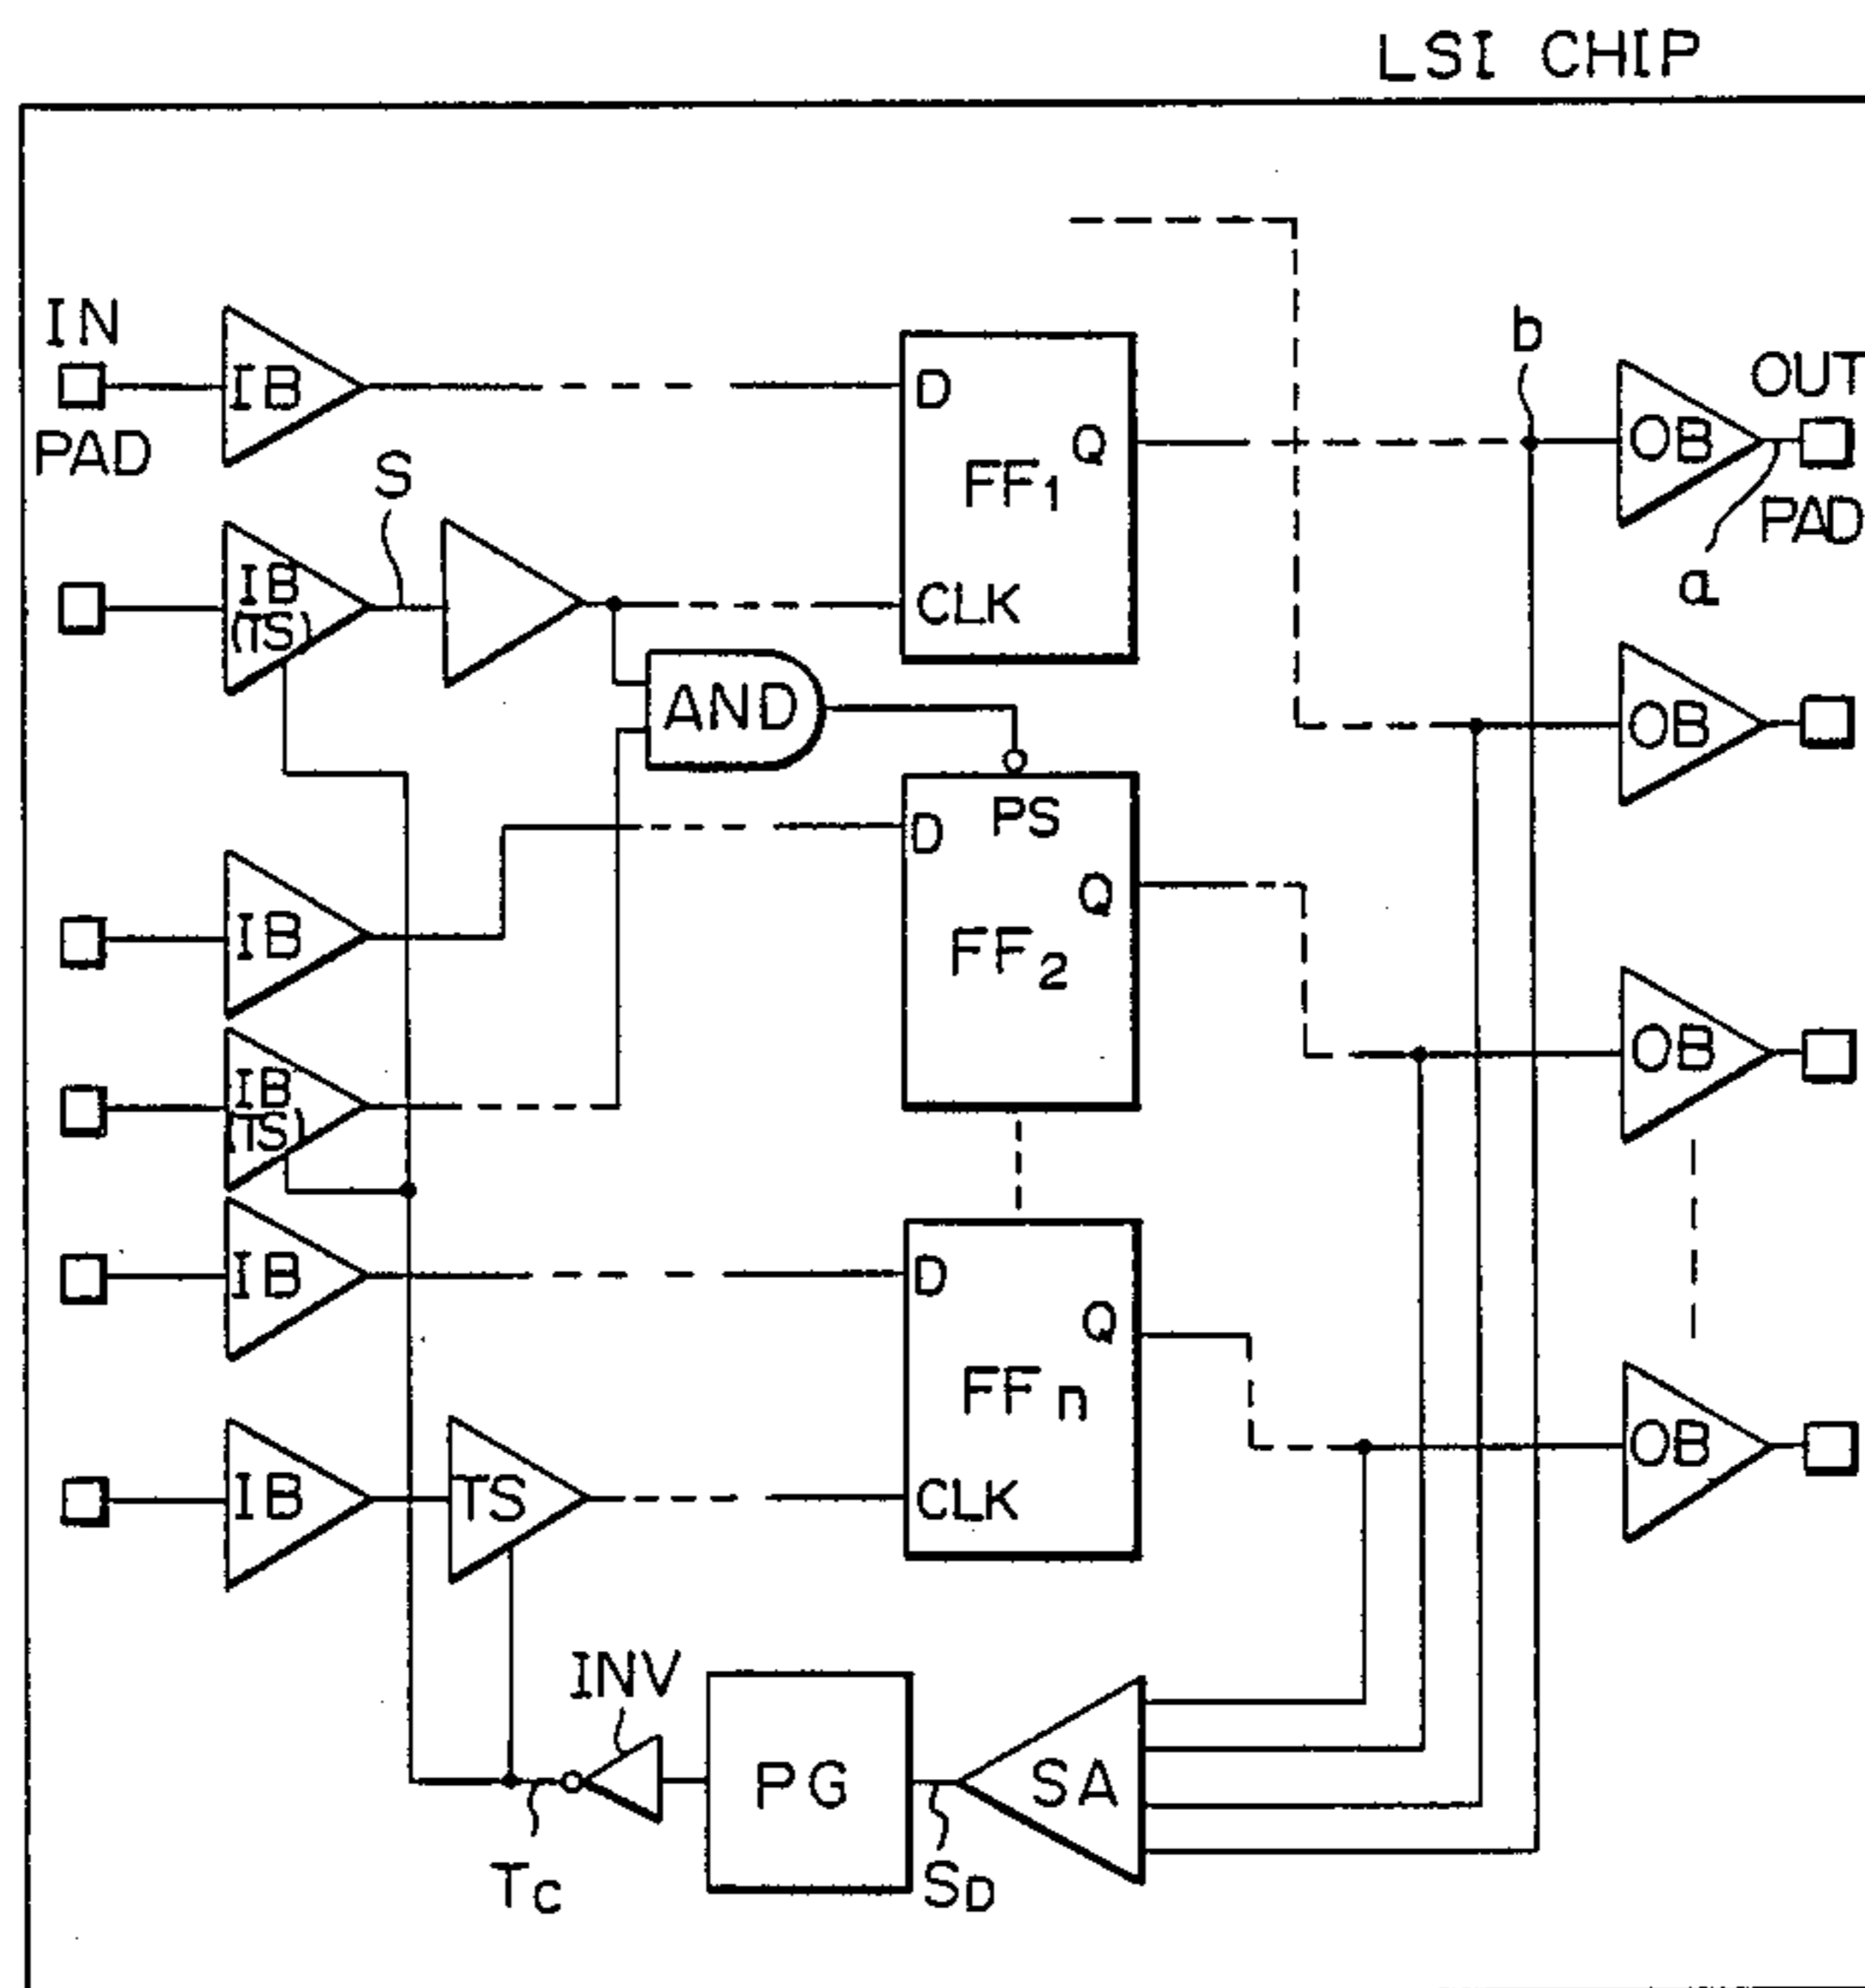 LSI CHIP
IN
PAD
IB
D
Q
FF1
CLK
b
OB
OUT
PAD
a
S
IB
(TS)
AND
OB
IB
D
PS
Q
FF2
OB
IB
(TS)
IB
D
Q
FFn
CLK
OB
IB
TS
INV
PG
SA
Tc
SD